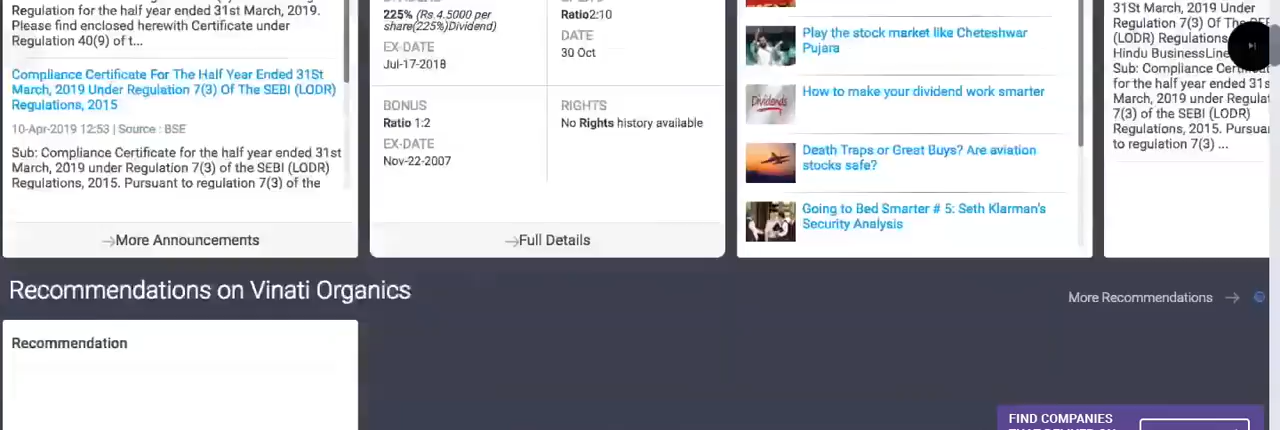 Regulation for the half year ended 31st March, 2019.
Please find enclosed herewith Certificate under
Regulation 40(9) of t...
Compliance Certificate For The Half Year Ended 31St
March, 2019 Under Regulation 7(3) Of The SEBI (LODR)
Regulations, 2015
10-Apr-2019 12:53 | Source : BSE
Sub: Compliance Certificate for the half year ended 31st
March, 2019 under Regulation 7(3) of the SEBI (LODR)
Regulations, 2015. Pursuant to regulation 7(3) of the
→More Announcements
225% (Rs 4.5000 per
share(225%)Dividend)
EX-DATE
Jul-17-2018
Ratio2:10
DATE
30 Oct
BONUS
Ratio 1:2
EX-DATE
Nov-22-2007
RIGHTS
No Rights history available
→Full Details
Play the stock market like Cheteshwar
Pujara
Dividends
How to make your dividend work smarter
Death Traps or Great Buys? Are aviation
stocks safe?
Going to Bed Smarter # 5: Seth Klarman's
Security Analysis
31St March, 2019 Under
Regulation 7(3) Of The
(LODR) Regulations,
Hindu BusinessLine
Sub: Compliance
for the half year ended 31s
March, 2019 under Regulat
7(3) of the SEBI (LODR)
Regulations, 2015. Pursuan
to regulation 7(3) ...
Recommendations on Vinati Organics
More Recommendations →
Recommendation
FIND COMPANIES